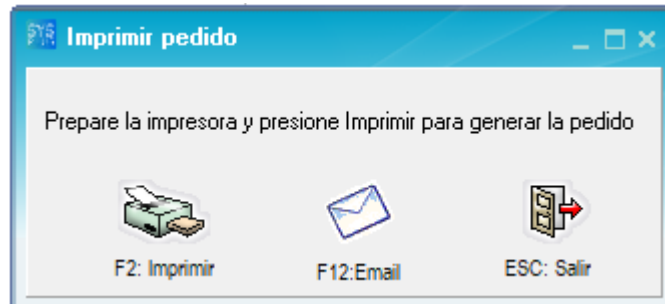 Imprimir pedido
Prepare la impresora y presione Imprimir para generar la pedido
F2: Imprimir
F12:Email
ESC: Salir